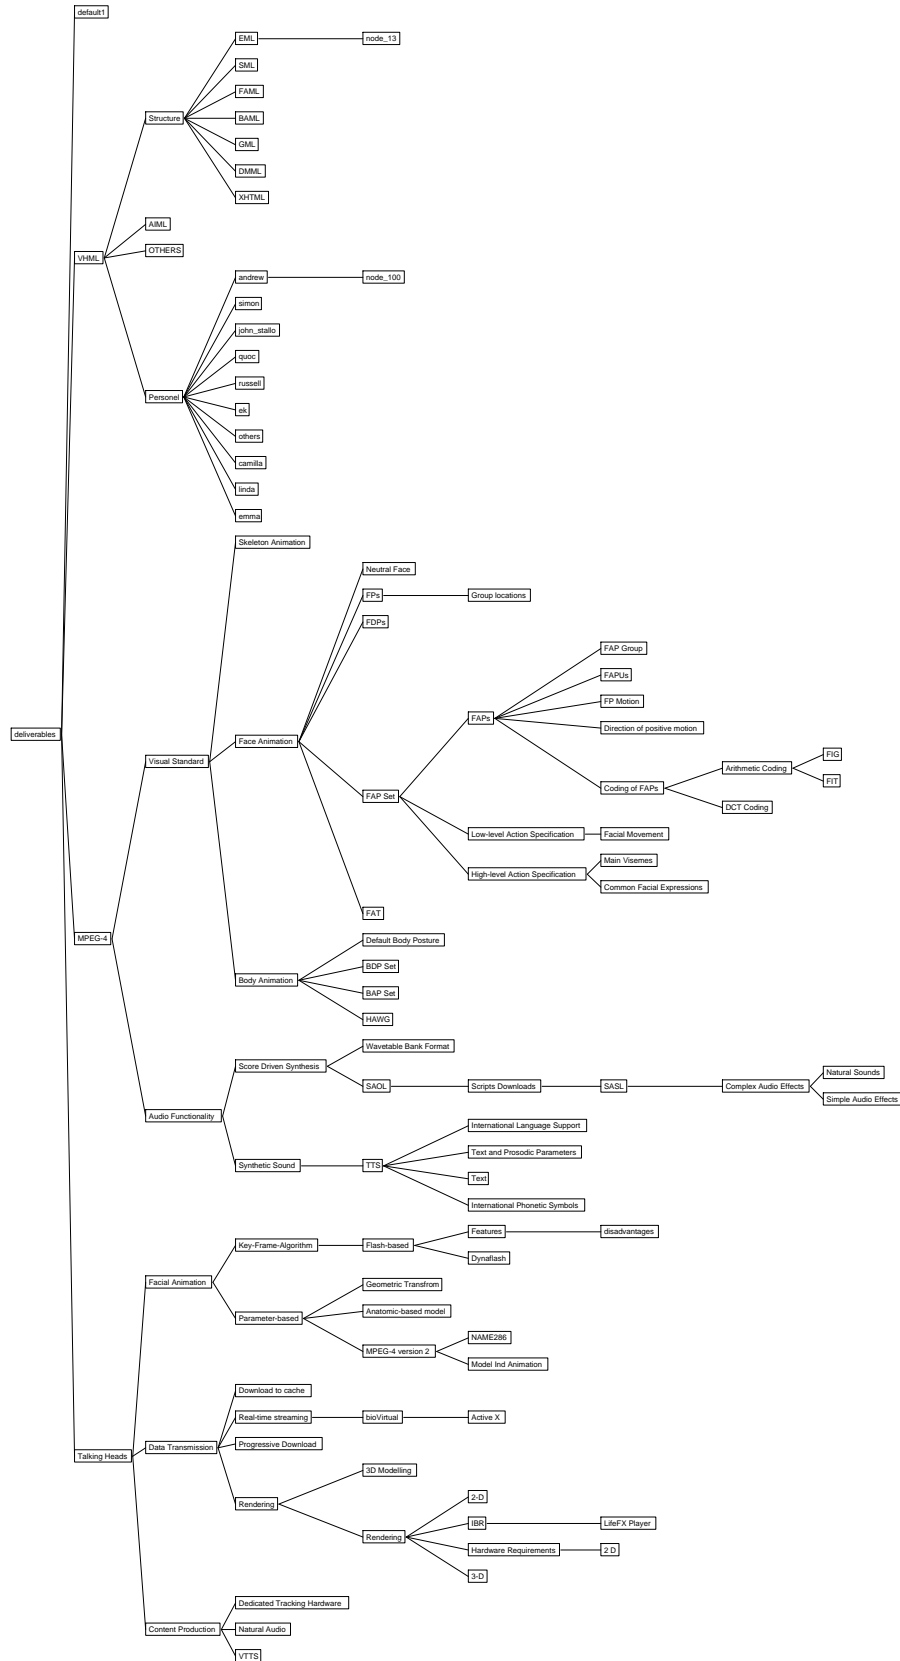 default1
EML
node_13
SML
FAML
Structure
BAML
GML
DMML
XHTML
AIML
OTHERS
VHML
andrew
node_100
simon
john_stallo
quoc
russell
Personel
ek
others
camilla
linda
emma
Skeleton Animation
Neutral Face
FPs
Group locations
FDPs
FAP Group
FAPUs
FP Motion
FAPs
Direction of positive motion
deliverables
Face Animation
FIG
Visual Standard
Arithmetic Coding
FIT
Coding of FAPs
FAP Set
DCT Coding
Low-level Action Specification
Facial Movement
Main Visemes
High-level Action Specification
Common Facial Expressions
FAT
MPEG-4
Default Body Posture
BDP Set
Body Animation
BAP Set
HAWG
Wavetable Bank Format
Score Driven Synthesis
Natural Sounds
SAOL
Scripts Downloads
SASL
Complex Audio Effects
Simple Audio Effects
Audio Functionality
International Language Support
Text and Prosodic Parameters
Synthetic Sound
TTS
Text
International Phonetic Symbols
Features
disadvantages
Key-Frame-Algorithm
Flash-based
Dynaflash
Facial Animation
Geometric Transfrom
Anatomic-based model
Parameter-based
NAME286
MPEG-4 version 2
Model Ind Animation
Download to cache
Real-time streaming
bioVirtual
Active X
Progressive Download
Data Transmission
Talking Heads
3D Modelling
2-D
Rendering
IBR
LifeFX Player
Rendering
Hardware Requirements
2 D
3-D
Dedicated Tracking Hardware
Content Production
Natural Audio
VTTS